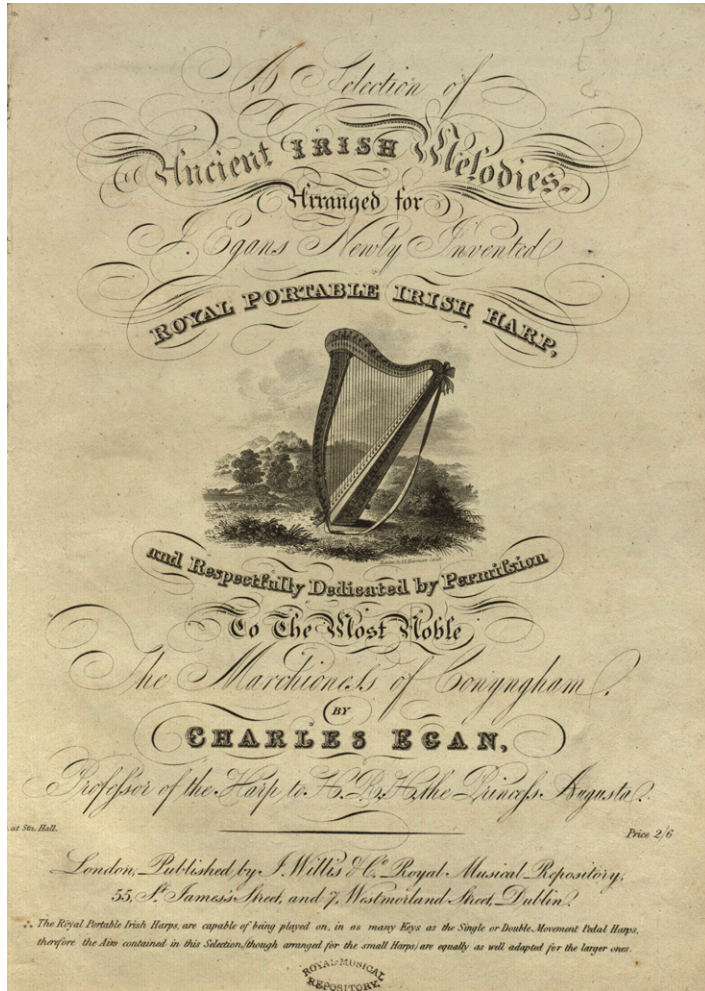 A Selection of
Ancient IRISH Melodies.
Arranged for
J. Egans Newly Invented
ROYAL PORTABLE IRISH HARP,
and Respectfully Dedicated by Permiſsion
To The Most Noble
The Marchioneſs of Conyngham.
BY
CHARLES EGAN,
Profeſsor of the Harp to H.R.H. the Princeſs Augusta.
at Sta. Hall.
Price 2/6
London, Published by I. Willis & Co. Royal Musical Repository,
55, St. James's Street, and 7, Westmorland Street, Dublin.
∴ The Royal Portable Irish Harps, are capable of being played on, in as many Keys as the Single or Double Movement Pedal Harps,
therefore the Airs contained in this Selection, (though arranged for the small Harps) are equally as well adapted for the larger ones.
ROYAL MUSICAL
REPOSITORY.